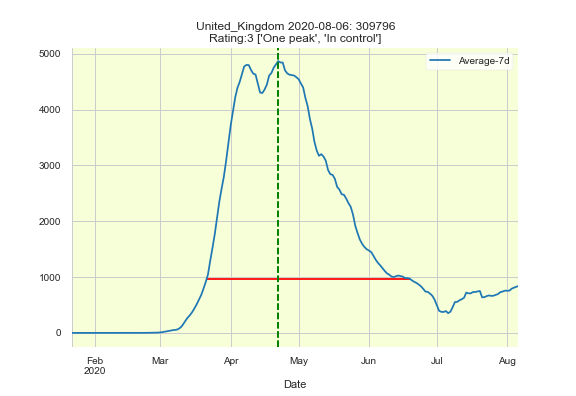 United_Kingdom 2020-08-06: 309796
Rating:3 ['One peak', 'In control']
Average-7d
5000
4000
3000
2000
1000
0
Feb
2020
Mar
Apr
May
Jun
Jul
Aug
Date